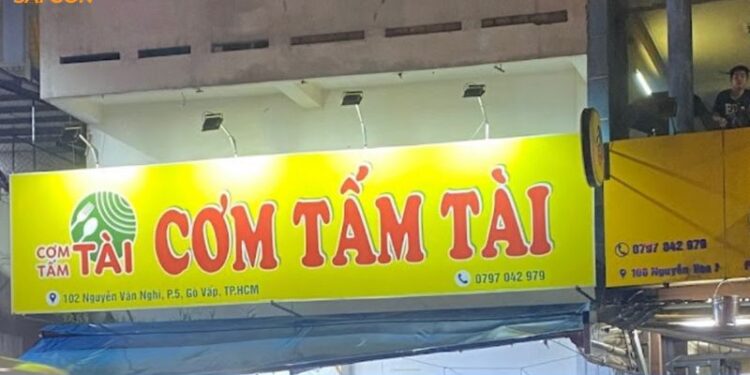 CƠM TẤM TÀI
CƠM
TẤM TÀI
102 Nguyễn Văn Nghi, P.5, Gò Vấp, TP.HCM
0797 042 979
0797 042 979
Nguyễn